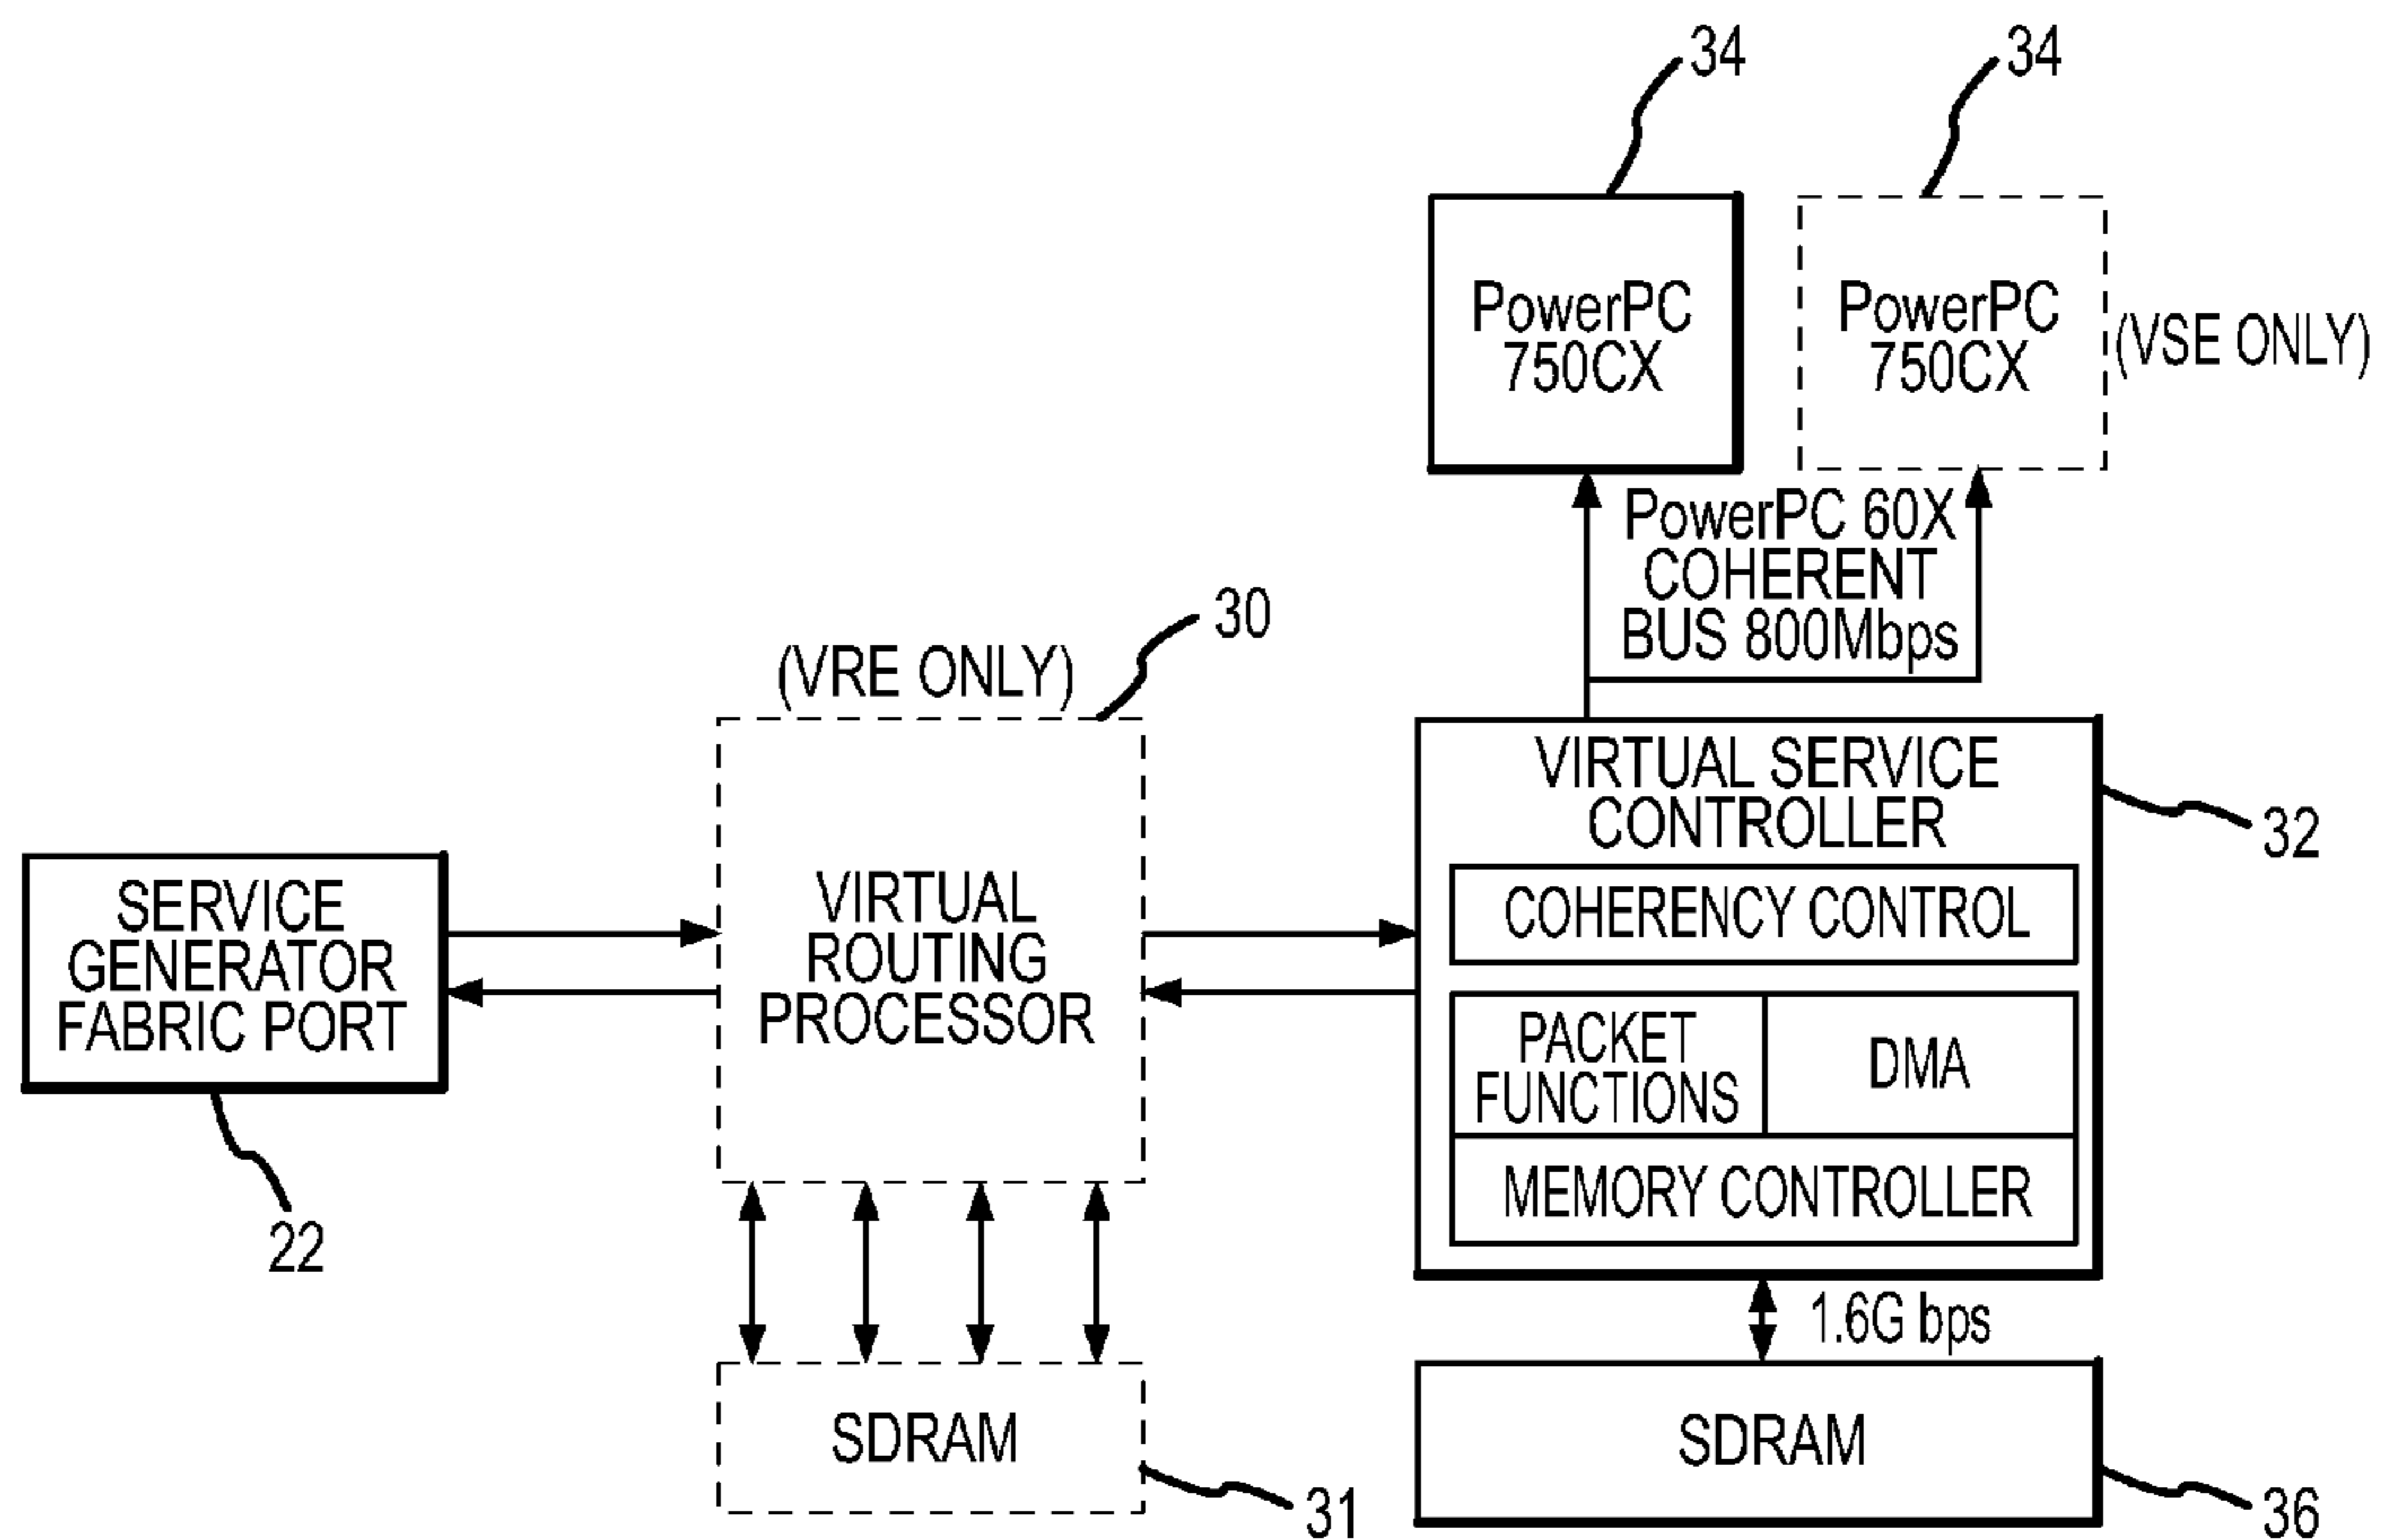 34
34
PowerPC
750CX
PowerPC
750CX
(VSE ONLY)
PowerPC 60X
COHERENT
BUS 800Mbps
30
(VRE ONLY)
VIRTUAL SERVICE
CONTROLLER
32
COHERENCY CONTROL
SERVICE
GENERATOR
FABRIC PORT
VIRTUAL
ROUTING
PROCESSOR
PACKET
FUNCTIONS
DMA
MEMORY CONTROLLER
22
1.6G bps
SDRAM
31
SDRAM
36